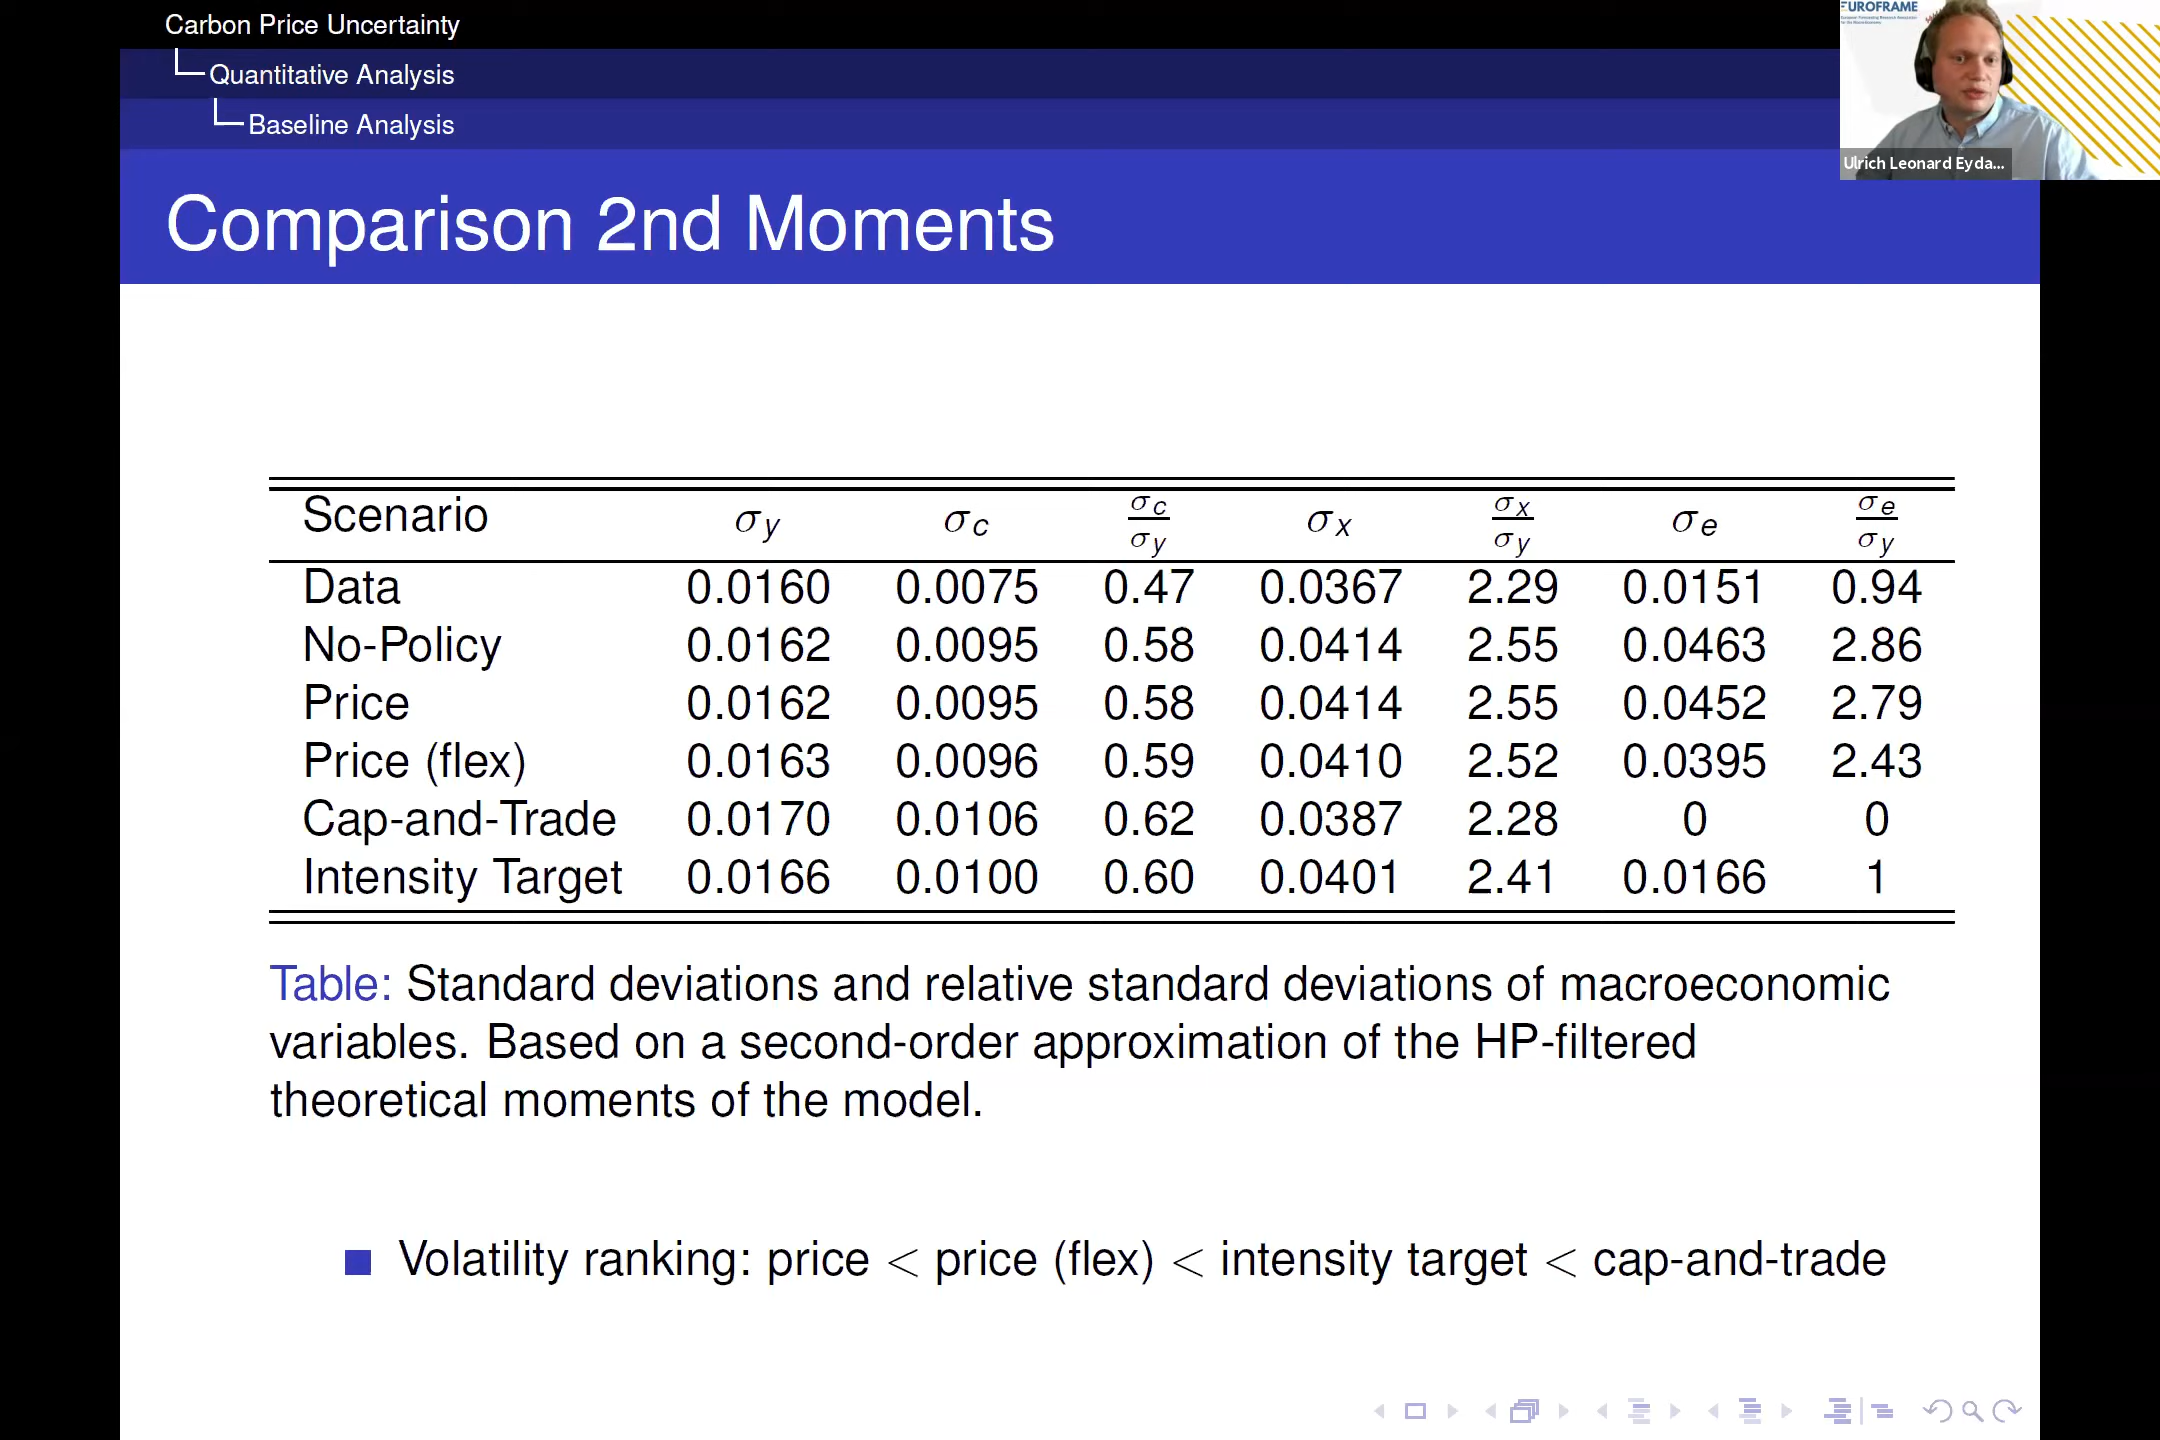 Carbon Price Uncertainty
Quantitative Analysis
Baseline Analysis
EUROFRAME
Ulrich Leonard Eyda...
Comparison 2nd Moments
Scenario σy σc σc/σy σx σx/σy σe σe/σy
Data 0.0160 0.0075 0.47 0.0367 2.29 0.0151 0.94
No-Policy 0.0162 0.0095 0.58 0.0414 2.55 0.0463 2.86
Price 0.0162 0.0095 0.58 0.0414 2.55 0.0452 2.79
Price (flex) 0.0163 0.0096 0.59 0.0410 2.52 0.0395 2.43
Cap-and-Trade 0.0170 0.0106 0.62 0.0387 2.28 0 0
Intensity Target 0.0166 0.0100 0.60 0.0401 2.41 0.0166 1
Table: Standard deviations and relative standard deviations of macroeconomic
variables. Based on a second-order approximation of the HP-filtered
theoretical moments of the model.
Volatility ranking: price < price (flex) < intensity target < cap-and-trade